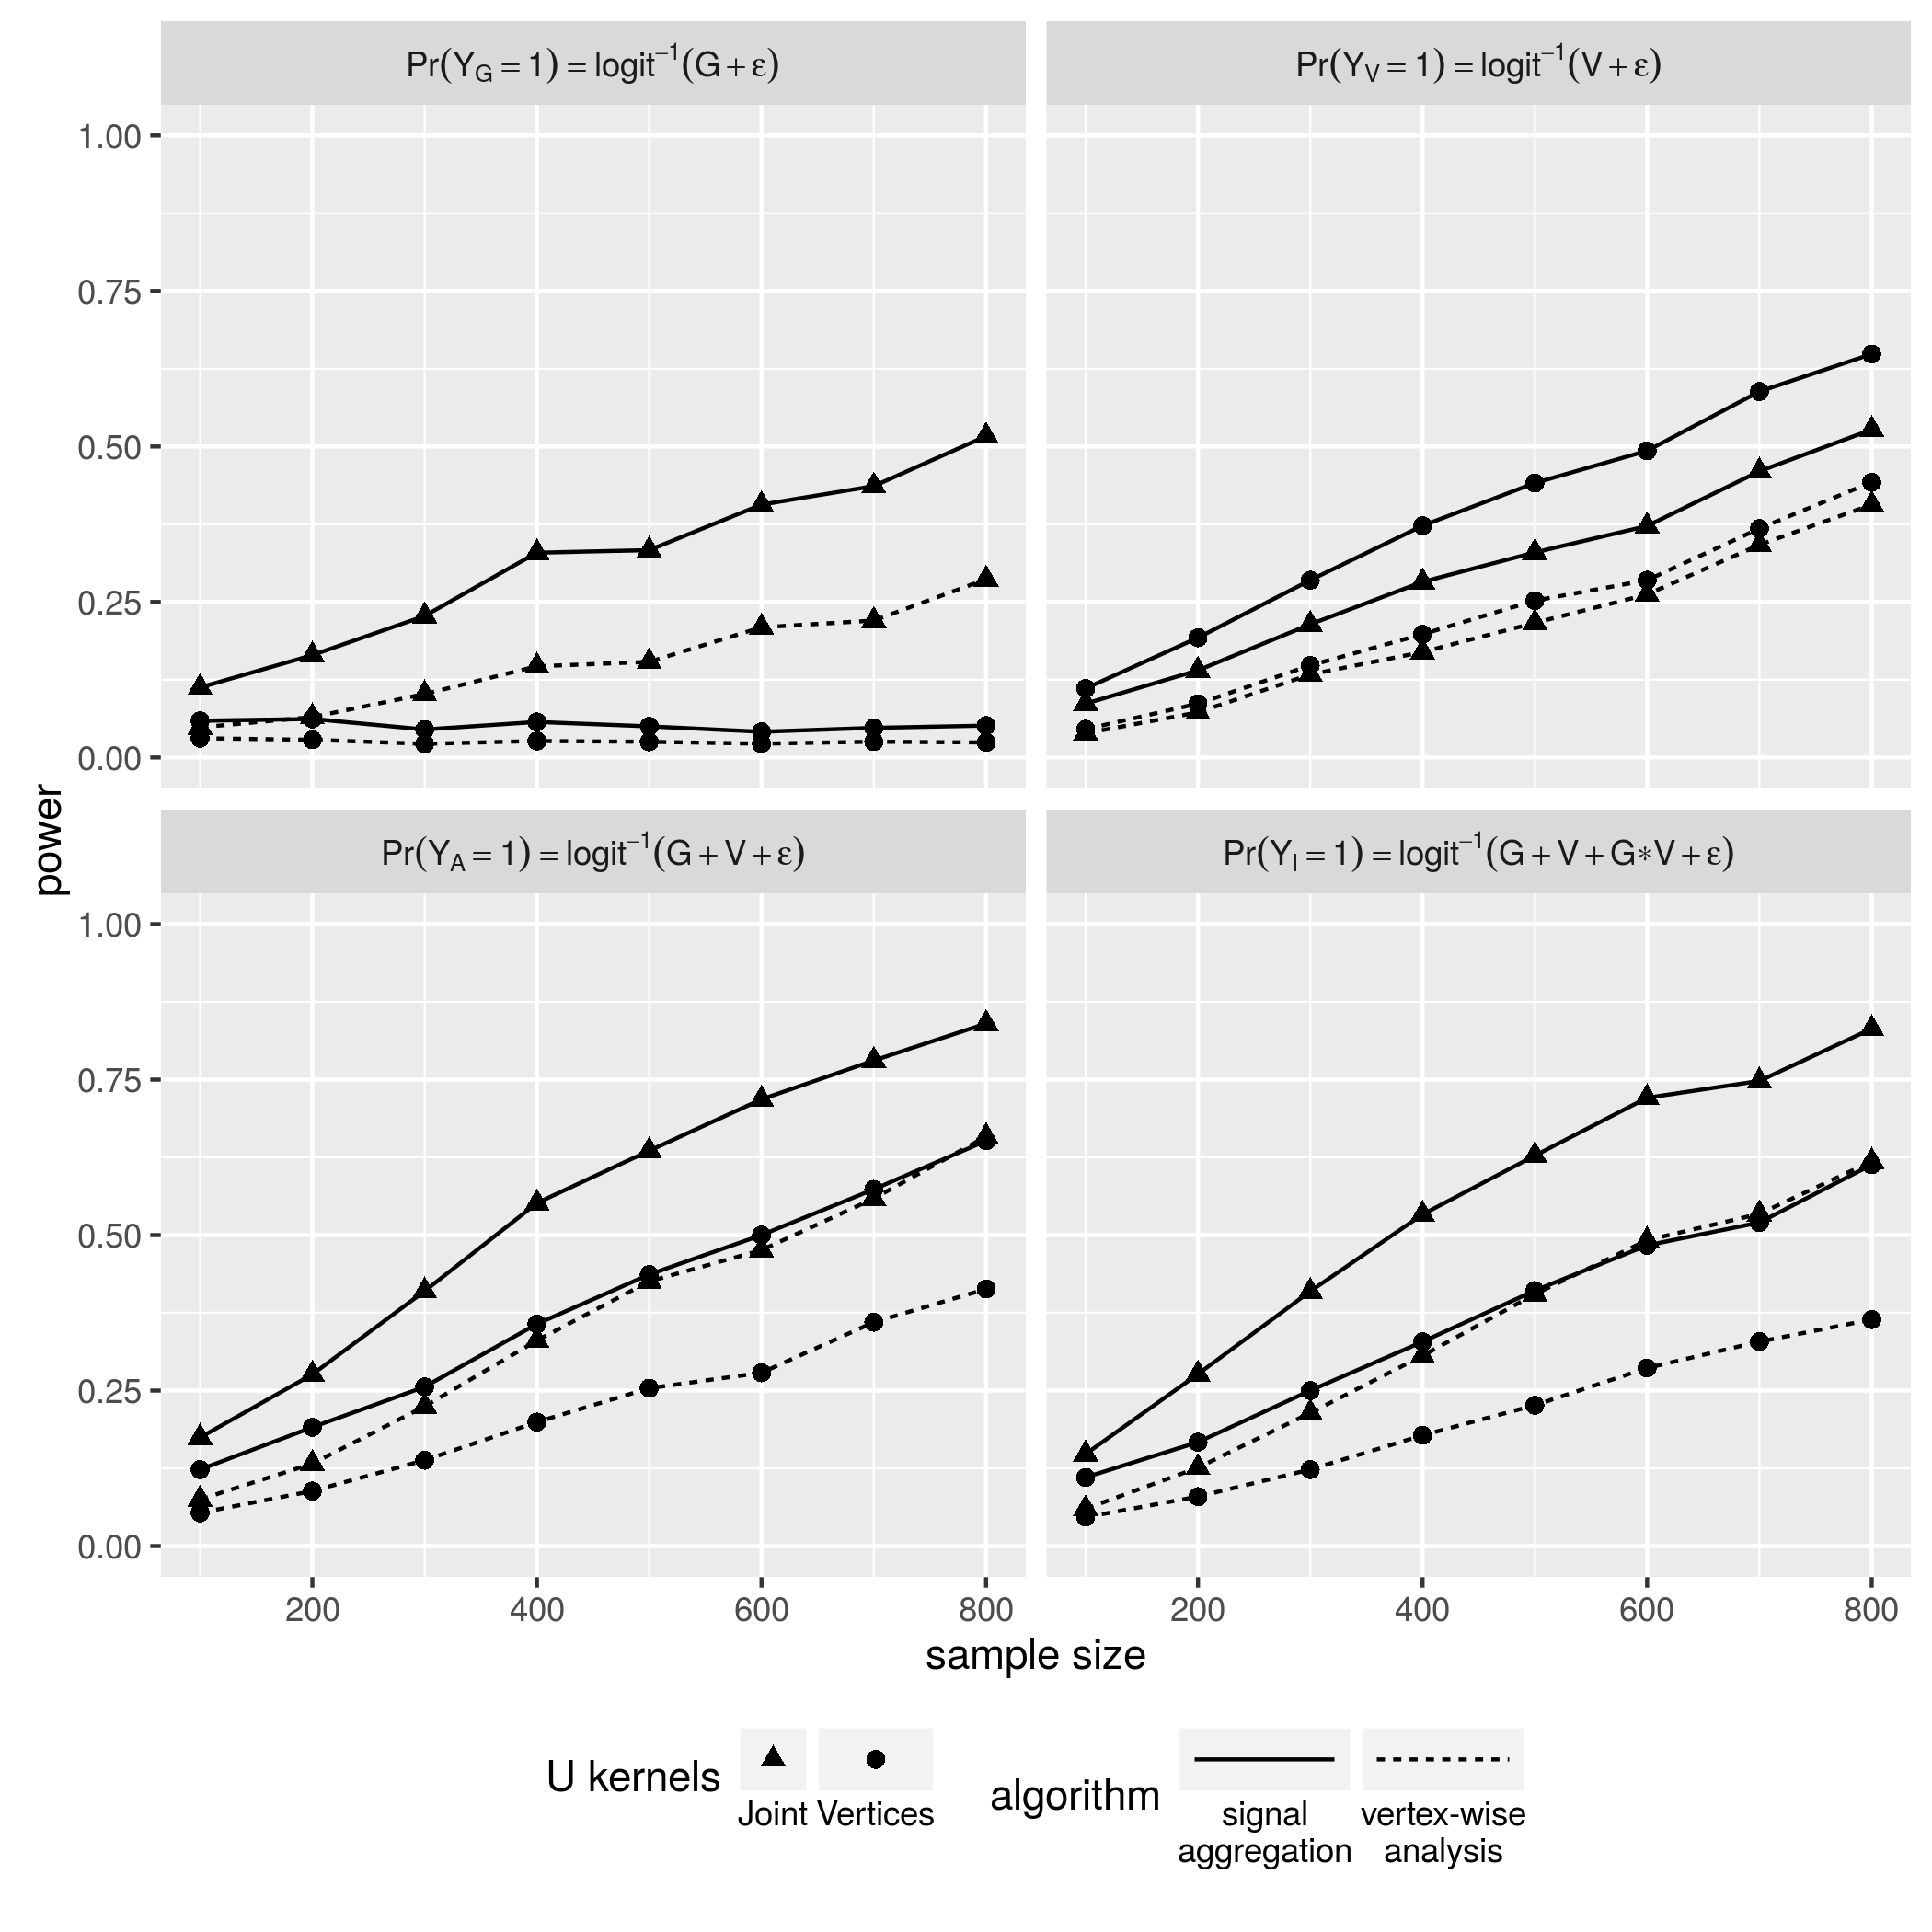 Pr(Y_G = 1) = logit⁻¹(G + ε)
Pr(Y_V = 1) = logit⁻¹(V + ε)
1.00
0.75
0.50
0.25
0.00
power
Pr(Y_A = 1) = logit⁻¹(G + V + ε)
Pr(Y_I = 1) = logit⁻¹(G + V + G∗V + ε)
1.00
0.75
0.50
0.25
0.00
200 400 600 800
200 400 600 800
sample size
U kernels
Joint Vertices
algorithm
signal
aggregation
vertex-wise
analysis